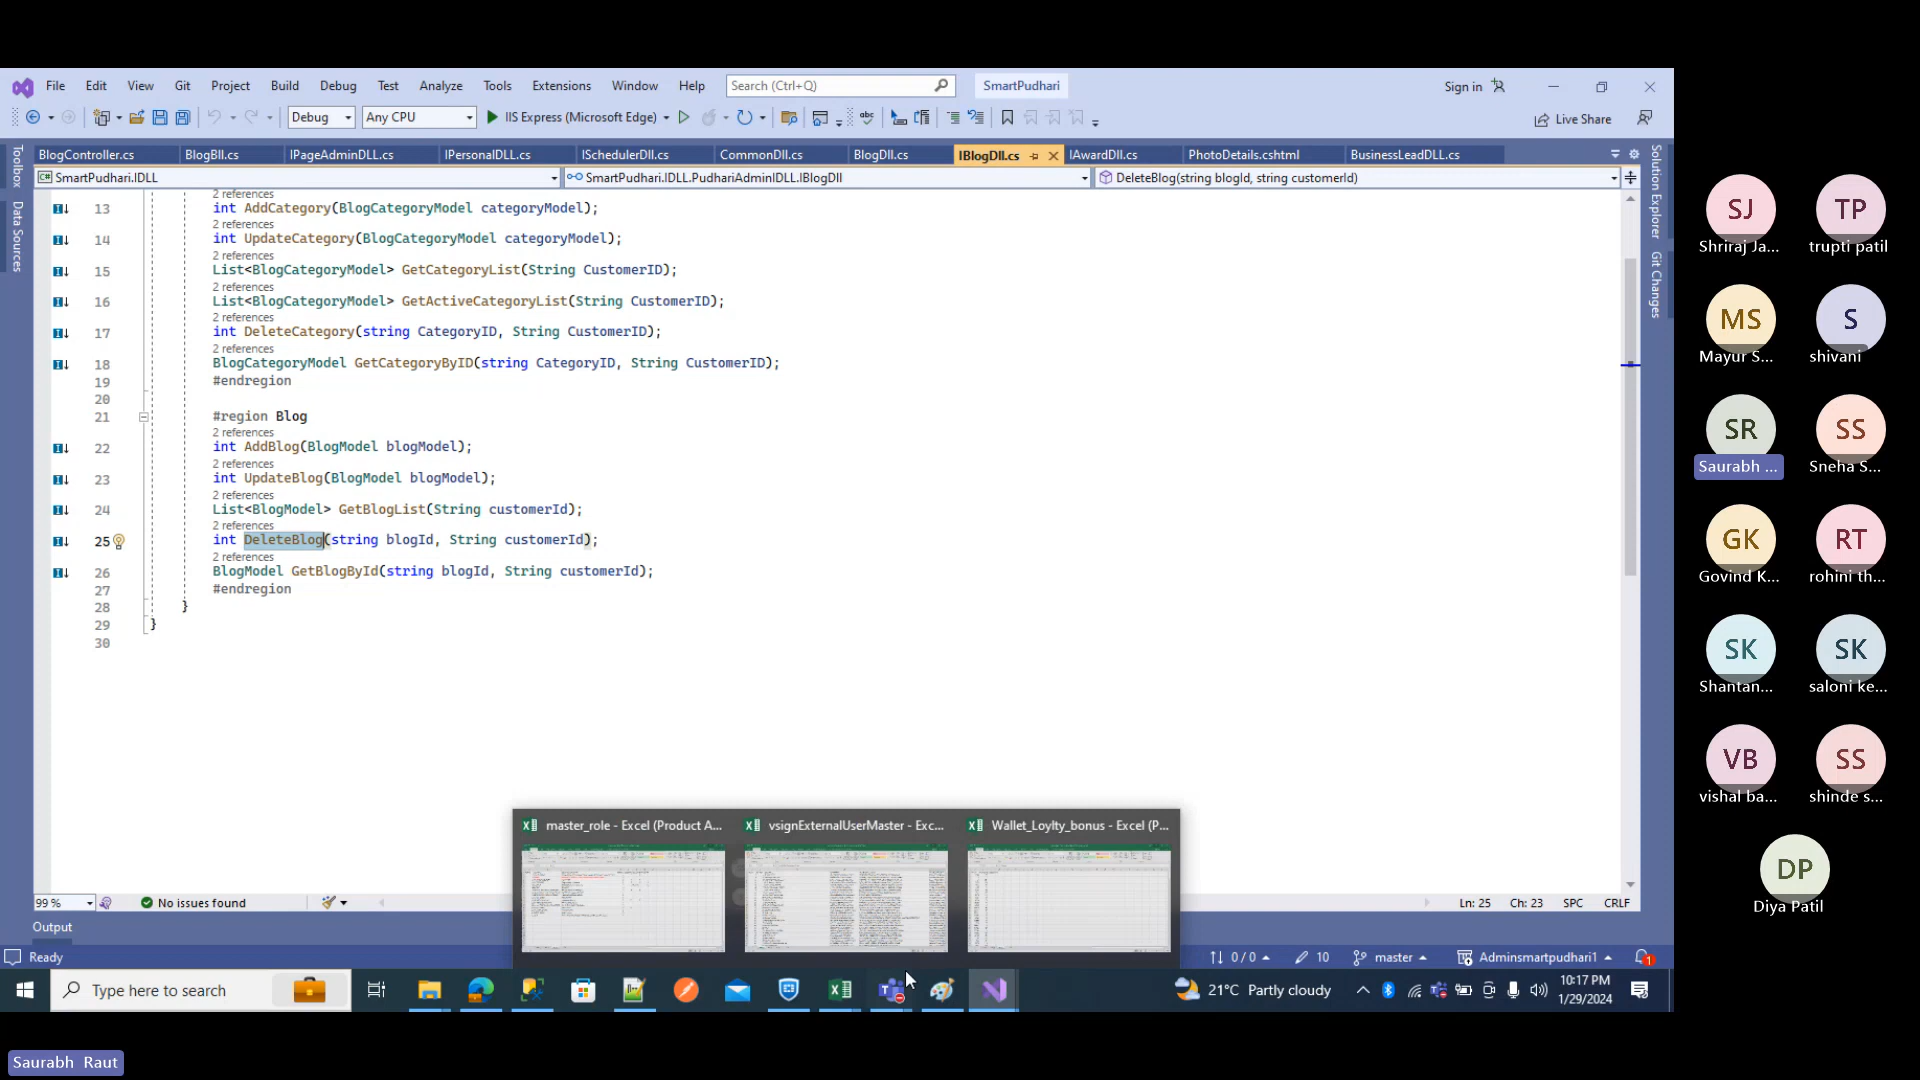 File Edit View Git Project Build Debug Test Analyze Tools Extensions Window Help Search (Ctrl+Q) SmartPudhari Sign in
Debug Any CPU IIS Express (Microsoft Edge) Live Share
BlogController.cs BlogBll.cs IPageAdminDLL.cs IPersonalDLL.cs ISchedulerDll.cs CommonDll.cs BlogDll.cs IBlogDll.cs IAwardDll.cs PhotoDetails.cshtml BusinessLeadDLL.cs
SmartPudhari.IDLL SmartPudhari.IDLL.PudhariAdminIDLL.IBlogDll DeleteBlog(string blogId, string customerId)
Toolbox
Data Sources
Solution Explorer
Git Changes
2 references
13 int AddCategory(BlogCategoryModel categoryModel);
2 references
14 int UpdateCategory(BlogCategoryModel categoryModel);
2 references
15 List<BlogCategoryModel> GetCategoryList(String CustomerID);
2 references
16 List<BlogCategoryModel> GetActiveCategoryList(String CustomerID);
2 references
17 int DeleteCategory(string CategoryID, String CustomerID);
2 references
18 BlogCategoryModel GetCategoryByID(string CategoryID, String CustomerID);
19 #endregion
20
21 #region Blog
2 references
22 int AddBlog(BlogModel blogModel);
2 references
23 int UpdateBlog(BlogModel blogModel);
2 references
24 List<BlogModel> GetBlogList(String customerId);
2 references
25 int DeleteBlog(string blogId, String customerId);
2 references
26 BlogModel GetBlogById(string blogId, String customerId);
27 #endregion
28 }
29 }
30
master_role - Excel (Product A... vsignExternalUserMaster - Exc... Wallet_Loylty_bonus - Excel (P...
99 % No issues found Ln: 25 Ch: 23 SPC CRLF
Output
Ready 0 / 0 10 master Adminsmartpudhari1 1
Type here to search 21°C Partly cloudy 10:17 PM
1/29/2024
SJ TP
Shriraj Ja... trupti patil
MS S
Mayur S... shivani
SR SS
Saurabh ... Sneha S...
GK RT
Govind K... rohini th...
SK SK
Shantan... saloni ke...
VB SS
vishal ba... shinde s...
DP
Diya Patil
Saurabh Raut